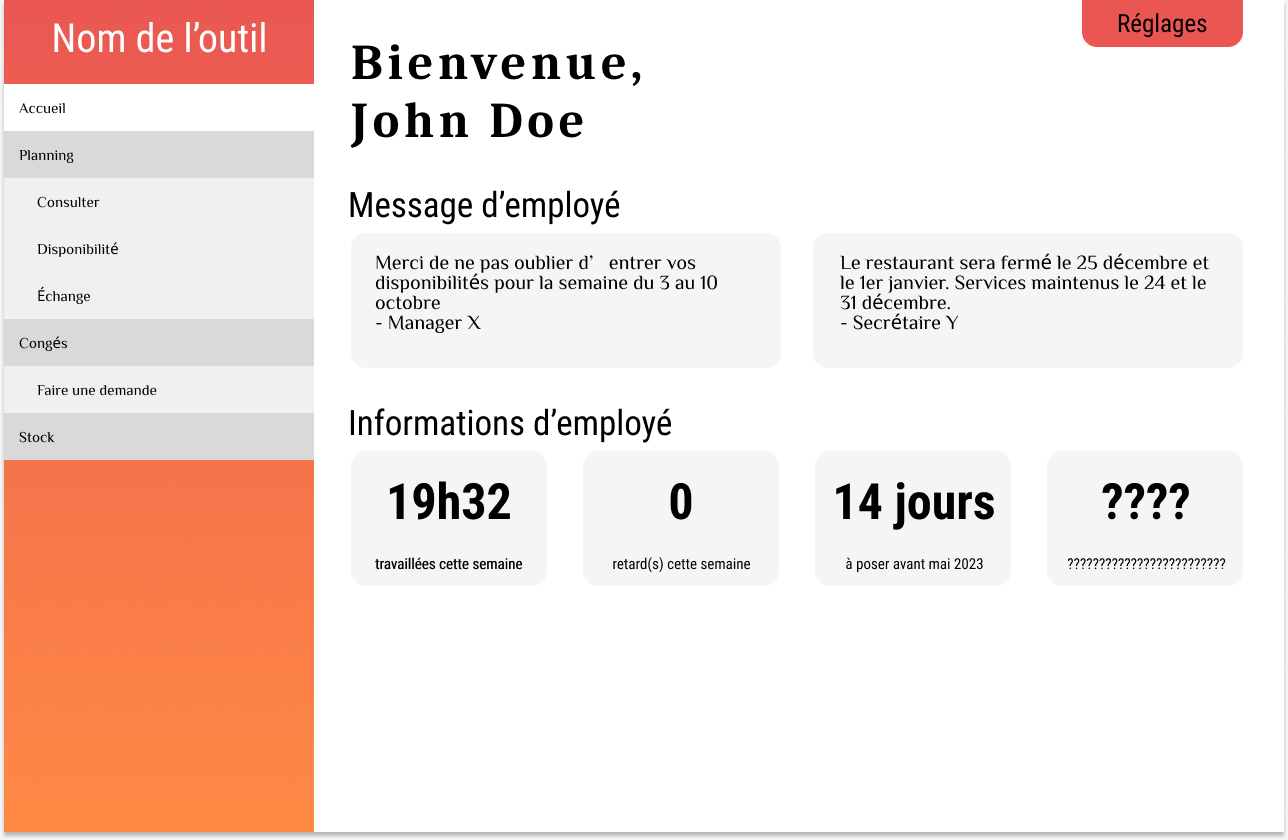 Nom de l’outil
Réglages
Accueil
Planning
Consulter
Disponibilité
Échange
Congés
Faire une demande
Stock
Bienvenue,
John Doe
Message d’employé
Merci de ne pas oublier d’ entrer vos
disponibilités pour la semaine du 3 au 10
octobre
- Manager X
Le restaurant sera fermé le 25 décembre et
le 1er janvier. Services maintenus le 24 et le
31 décembre.
- Secrétaire Y
Informations d’employé
19h32
travaillées cette semaine
0
retard(s) cette semaine
14 jours
à poser avant mai 2023
????
?????????????????????????